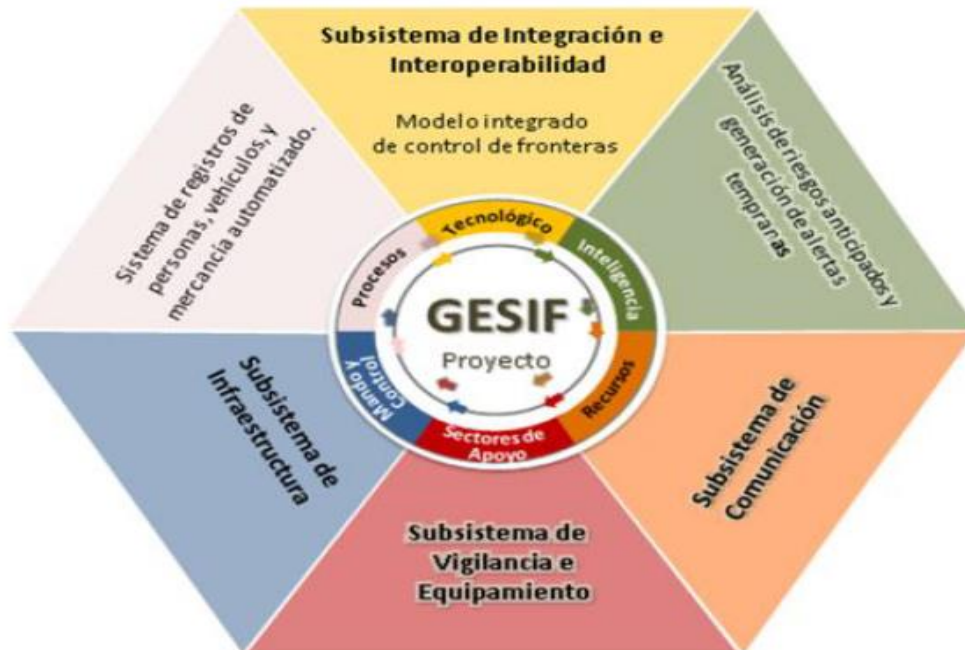 Subsistema de Integración e
Interoperabilidad
Modelo integrado
de control de fronteras
Análisis de riesgos anticipados y
generación de alertas
tempranas
Subsistema de
Comunicación
Subsistema de
Vigilancia e
Equipamiento
Subsistema de
Infraestructura
Sistema de registros de
personas, vehículos, y
mercancía automatizado.
Tecnológico
Inteligencia
Recursos
Sectores de
Apoyo
Mando y
Control
Procesos
GESIF
Proyecto